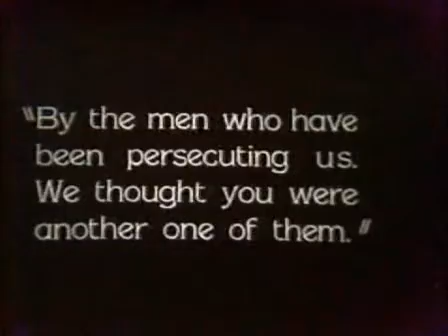 "By the men who have
been persecuting us.
We thought you were
another one of them."